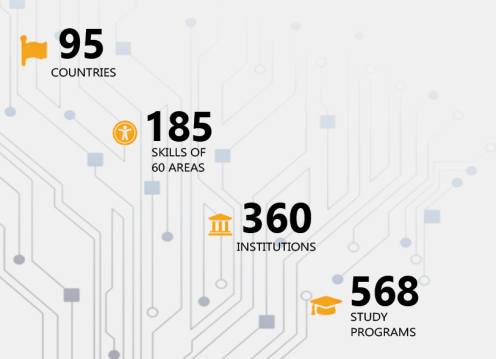 95
COUNTRIES
185
SKILLS OF
60 AREAS
360
INSTITUTIONS
568
STUDY
PROGRAMS